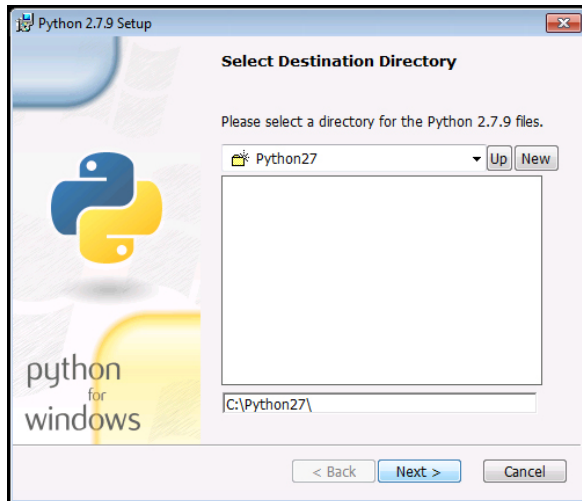 Python 2.7.9 Setup
Select Destination Directory
Please select a directory for the Python 2.7.9 files.
Python27
Up
New
C:\Python27\
python
for
windows
< Back
Next >
Cancel